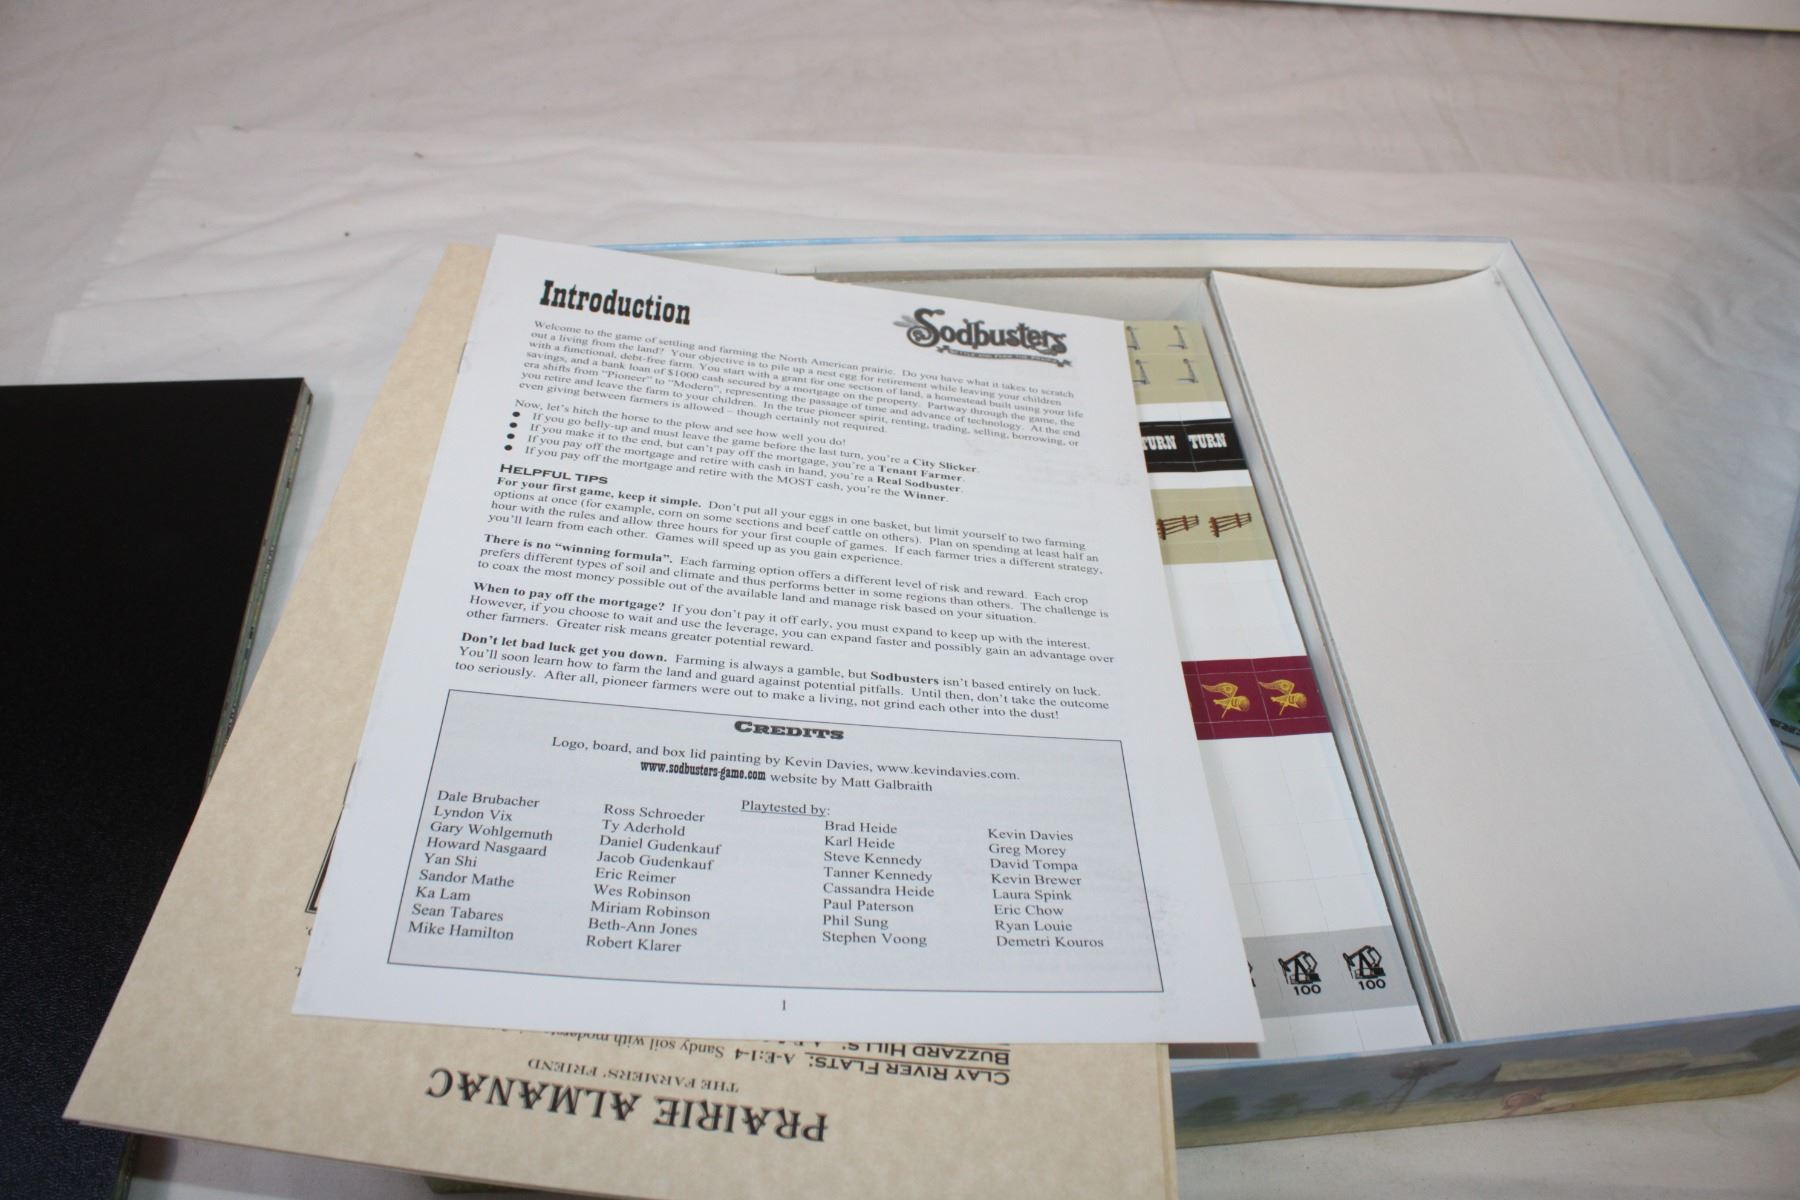 Introduction
Sodbusters
SETTLE AND FARM THE PRAIRIE
Welcome to the game of settling and farming the North American prairie. Do you have what it takes to scratch
out a living from the land? Your objective is to pile up a nest egg for retirement while leaving your children
with a functional, debt-free farm. You start with a grant for one section of land, a homestead built using your life
savings, and a bank loan of $1000 cash secured by a mortgage on the property. Partway through the game, the
era shifts from "Pioneer" to "Modern", representing the passage of time and advance of technology. At the end
you retire and leave the farm to your children. In the true pioneer spirit, renting, trading, selling, borrowing, or
even giving between farmers is allowed – though certainly not required.
Now, let's hitch the horse to the plow and see how well you do!
● If you go belly-up and must leave the game before the last turn, you're a City Slicker.
● If you make it to the end, but can't pay off the mortgage, you're a Tenant Farmer.
● If you pay off the mortgage and retire with cash in hand, you're a Real Sodbuster.
● If you pay off the mortgage and retire with the MOST cash, you're the Winner.
HELPFUL TIPS
For your first game, keep it simple. Don't put all your eggs in one basket, but limit yourself to two farming
options at once (for example, corn on some sections and beef cattle on others). Plan on spending at least half an
hour with the rules and allow three hours for your first couple of games. If each farmer tries a different strategy,
you'll learn from each other. Games will speed up as you gain experience.
There is no "winning formula". Each farming option offers a different level of risk and reward. Each crop
prefers different types of soil and climate and thus performs better in some regions than others. The challenge is
to coax the most money possible out of the available land and manage risk based on your situation.
When to pay off the mortgage? If you don't pay it off early, you must expand to keep up with the interest.
However, if you choose to wait and use the leverage, you can expand faster and possibly gain an advantage over
other farmers. Greater risk means greater potential reward.
Don't let bad luck get you down. Farming is always a gamble, but Sodbusters isn't based entirely on luck.
You'll soon learn how to farm the land and guard against potential pitfalls. Until then, don't take the outcome
too seriously. After all, pioneer farmers were out to make a living, not grind each other into the dust!
CREDITS
Logo, board, and box lid painting by Kevin Davies, www.kevindavies.com.
www.sodbusters-game.com website by Matt Galbraith
Playtested by:
Dale Brubacher
Lyndon Vix
Gary Wohlgemuth
Howard Nasgaard
Yan Shi
Sandor Mathe
Ka Lam
Sean Tabares
Mike Hamilton
Ross Schroeder
Ty Aderhold
Daniel Gudenkauf
Jacob Gudenkauf
Eric Reimer
Wes Robinson
Miriam Robinson
Beth-Ann Jones
Robert Klarer
Brad Heide
Karl Heide
Steve Kennedy
Tanner Kennedy
Cassandra Heide
Paul Paterson
Phil Sung
Stephen Voong
Kevin Davies
Greg Morey
David Tompa
Kevin Brewer
Laura Spink
Eric Chow
Ryan Louie
Demetri Kouros
1
TURN TURN
100 100
PRAIRIE ALMANAC
THE FARMERS' FRIEND
CLAY RIVER FLATS: A-E:1-4 Sandy soil with
BUZZARD HILLS: